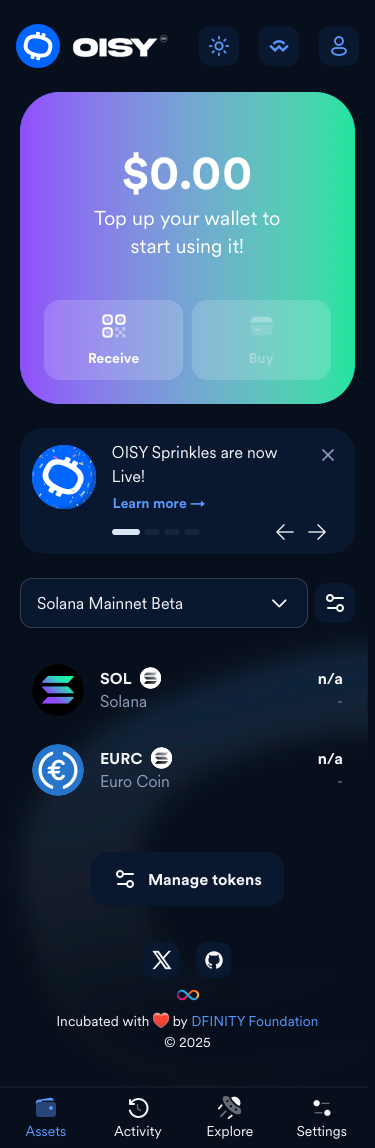 OISY
$0.00
Top up your wallet to
start using it!
Receive
Buy
OISY Sprinkles are now
Live!
Learn more →
Solana Mainnet Beta
SOL
n/a
Solana
-
EURC
n/a
Euro Coin
-
Manage tokens
Incubated with ❤️ by DFINITY Foundation
© 2025
Assets
Activity
Explore
Settings